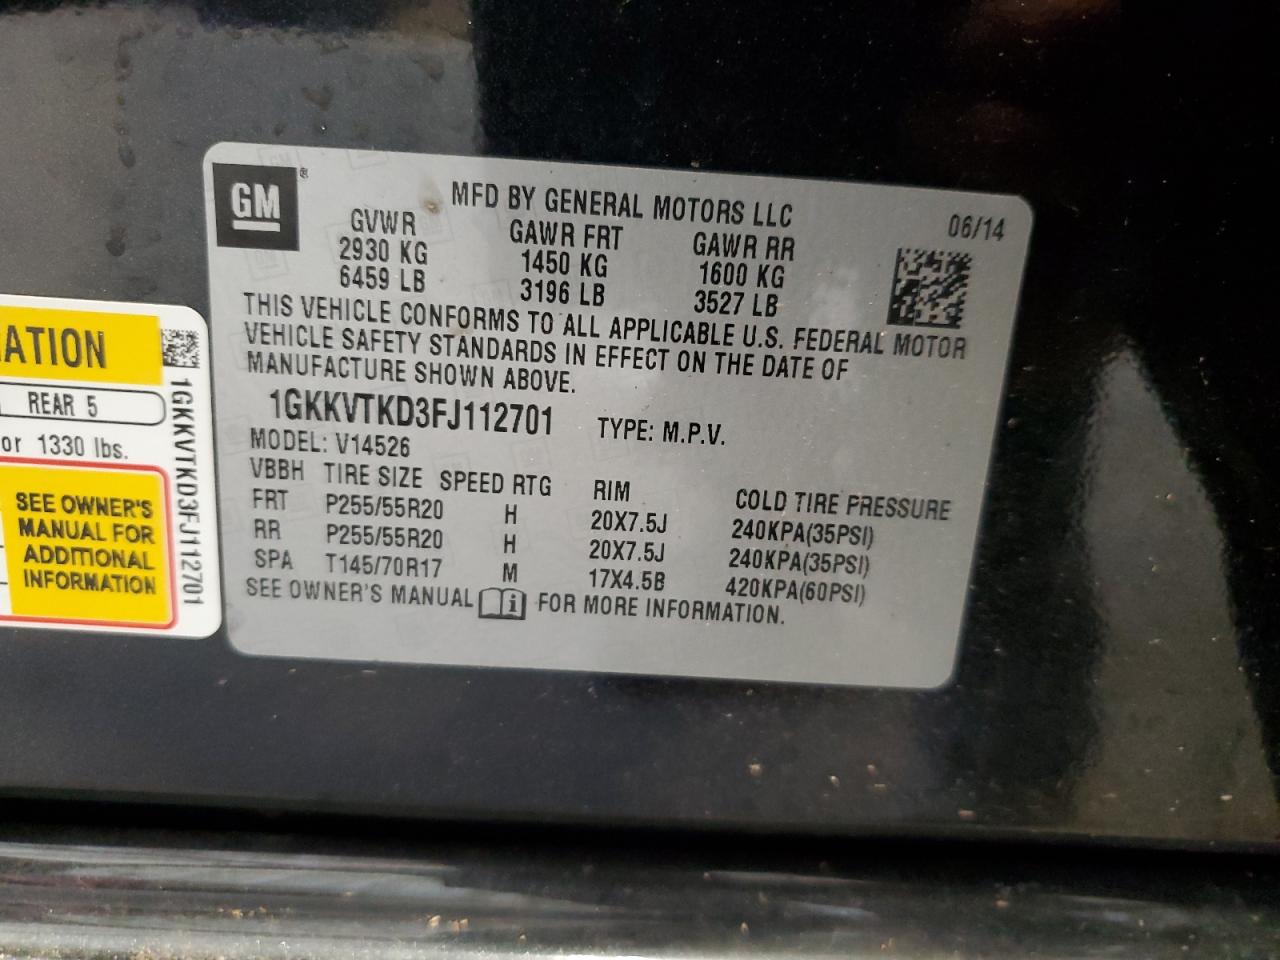 GM®
MFD BY GENERAL MOTORS LLC
06/14
GVWR GAWR FRT GAWR RR
2930 KG 1450 KG 1600 KG
6459 LB 3196 LB 3527 LB
THIS VEHICLE CONFORMS TO ALL APPLICABLE U.S. FEDERAL MOTOR
VEHICLE SAFETY STANDARDS IN EFFECT ON THE DATE OF
MANUFACTURE SHOWN ABOVE.
1GKKVTKD3FJ112701 TYPE: M.P.V.
MODEL: V14526
VBBH TIRE SIZE SPEED RTG RIM COLD TIRE PRESSURE
FRT P255/55R20 H 20X7.5J 240KPA(35PSI)
RR P255/55R20 H 20X7.5J 240KPA(35PSI)
SPA T145/70R17 M 17X4.5B 420KPA(60PSI)
SEE OWNER'S MANUAL i FOR MORE INFORMATION.
ATION
REAR 5
or 1330 lbs.
SEE OWNER'S
MANUAL FOR
ADDITIONAL
INFORMATION
1GKKVTKD3FJ112701